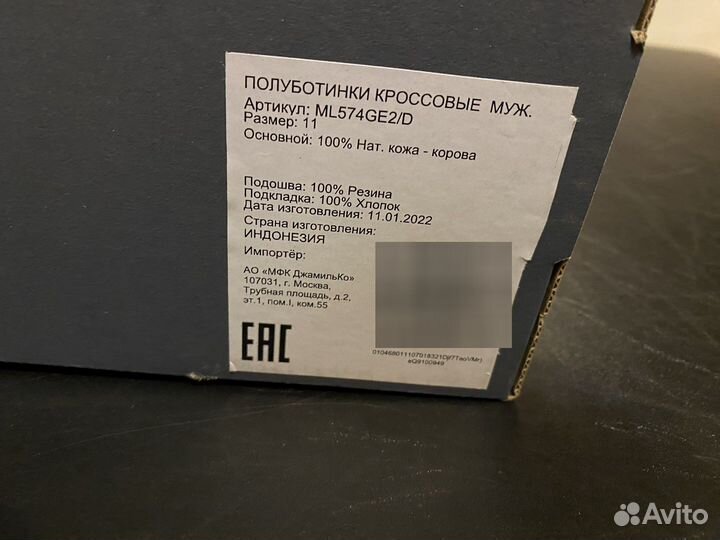 ПОЛУБОТИНКИ КРОССОВЫЕ МУЖ.
Артикул: ML574GE2/D
Размер: 11
Основной: 100% Нат. кожа - корова
Подошва: 100% Резина
Подкладка: 100% Хлопок
Дата изготовления: 11.01.2022
Страна изготовления:
ИНДОНЕЗИЯ
Импортёр:
АО «МФК ДжамильКо»
107031, г. Москва,
Трубная площадь, д.2,
эт.1, пом.I, ком.55
EAC
eQ9100949
Avito